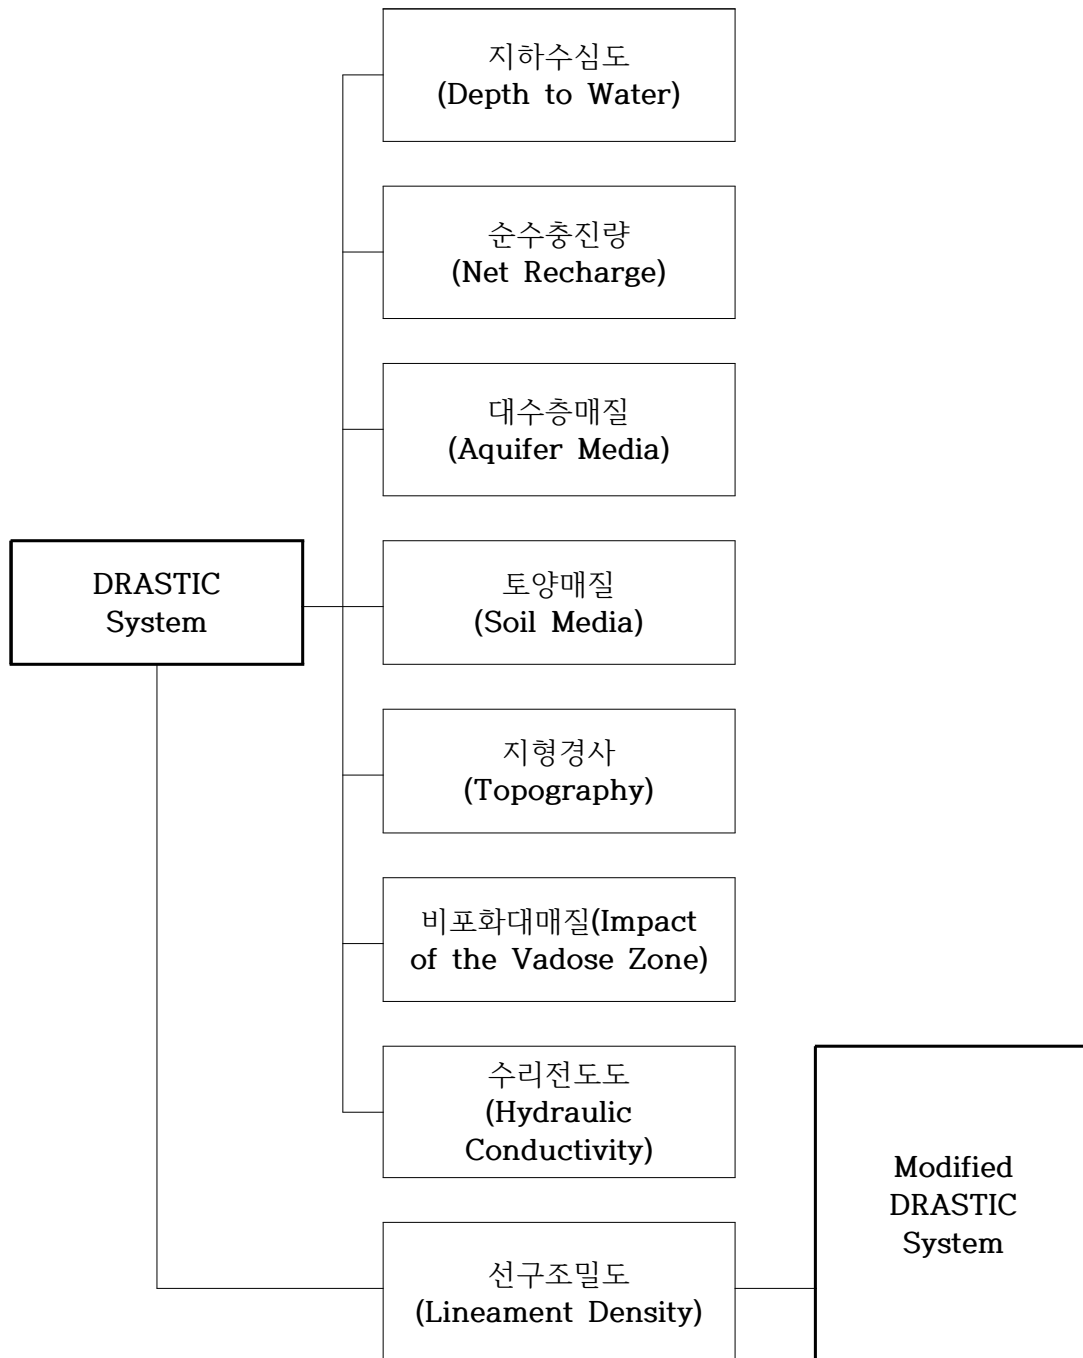 지하수심도
(Depth to Water)
순수충진량
(Net Recharge)
대수층매질
(Aquifer Media)
DRASTIC
System
토양매질
(Soil Media)
지형경사
(Topography)
비포화대매질(Impact
of the Vadose Zone)
수리전도도
(Hydraulic
Conductivity)
선구조밀도
(Lineament Density)
Modified
DRASTIC
System